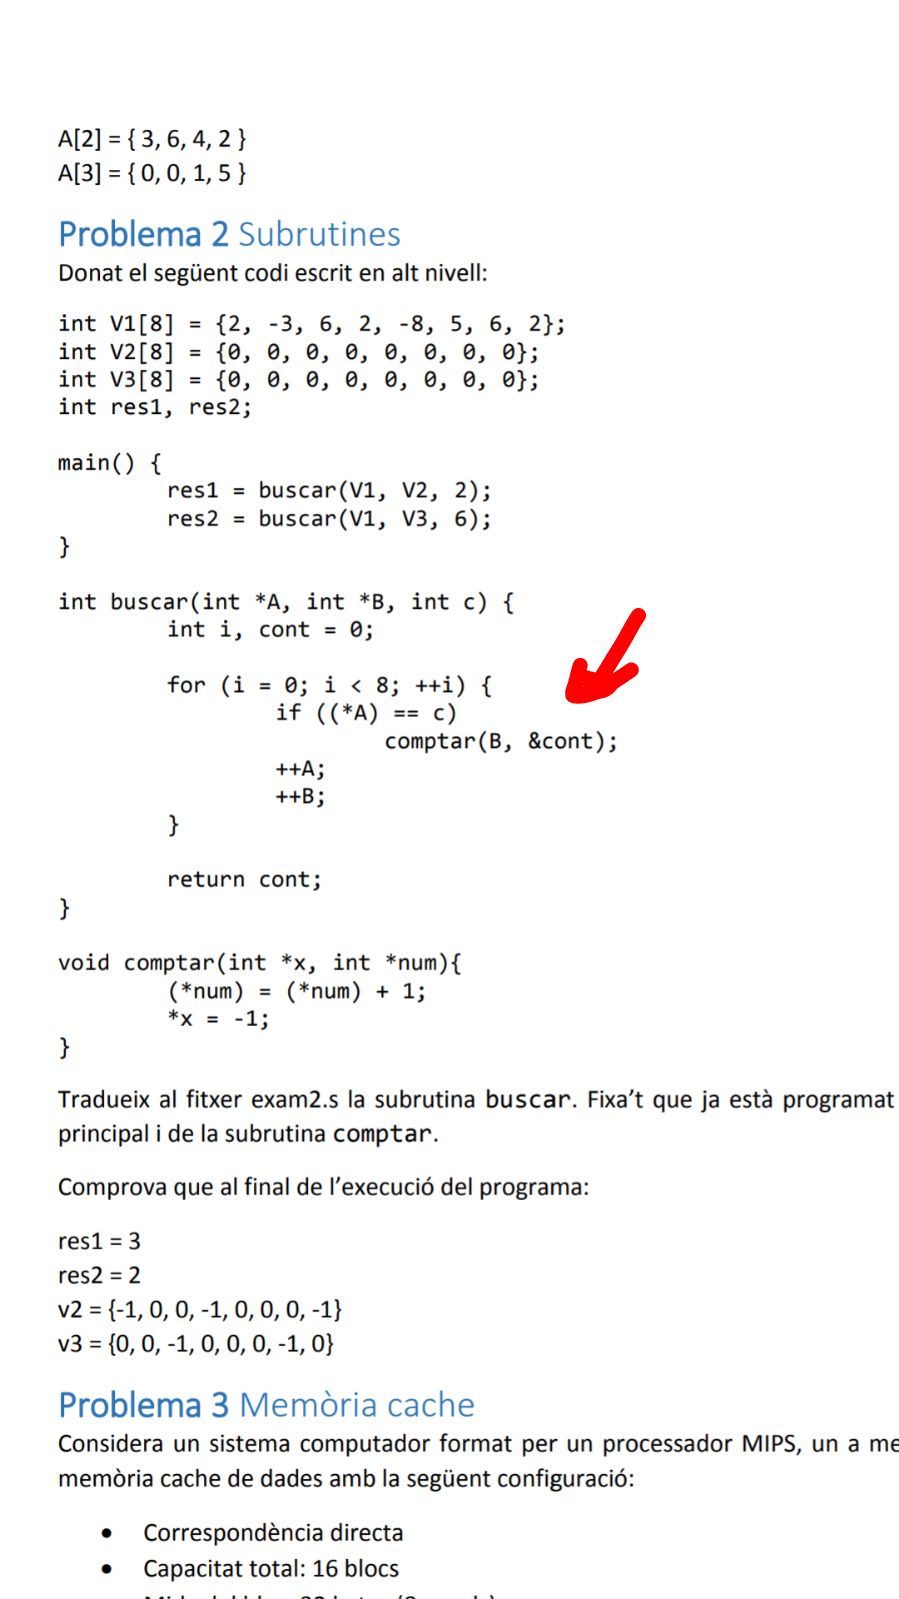 A[2] = { 3, 6, 4, 2 }
A[3] = { 0, 0, 1, 5 }
Problema 2 Subrutines
Donat el següent codi escrit en alt nivell:
int V1[8] = {2, -3, 6, 2, -8, 5, 6, 2};
int V2[8] = {0, 0, 0, 0, 0, 0, 0, 0};
int V3[8] = {0, 0, 0, 0, 0, 0, 0, 0};
int res1, res2;
main() {
res1 = buscar(V1, V2, 2);
res2 = buscar(V1, V3, 6);
}
int buscar(int *A, int *B, int c) {
int i, cont = 0;
for (i = 0; i < 8; ++i) {
if ((*A) == c)
comptar(B, &cont);
++A;
++B;
}
return cont;
}
void comptar(int *x, int *num){
(*num) = (*num) + 1;
*x = -1;
}
Tradueix al fitxer exam2.s la subrutina buscar. Fixa't que ja està programat
principal i de la subrutina comptar.
Comprova que al final de l'execució del programa:
res1 = 3
res2 = 2
v2 = {-1, 0, 0, -1, 0, 0, 0, -1}
v3 = {0, 0, -1, 0, 0, 0, -1, 0}
Problema 3 Memòria cache
Considera un sistema computador format per un processador MIPS, un a me
memòria cache de dades amb la següent configuració:
• Correspondència directa
• Capacitat total: 16 blocs